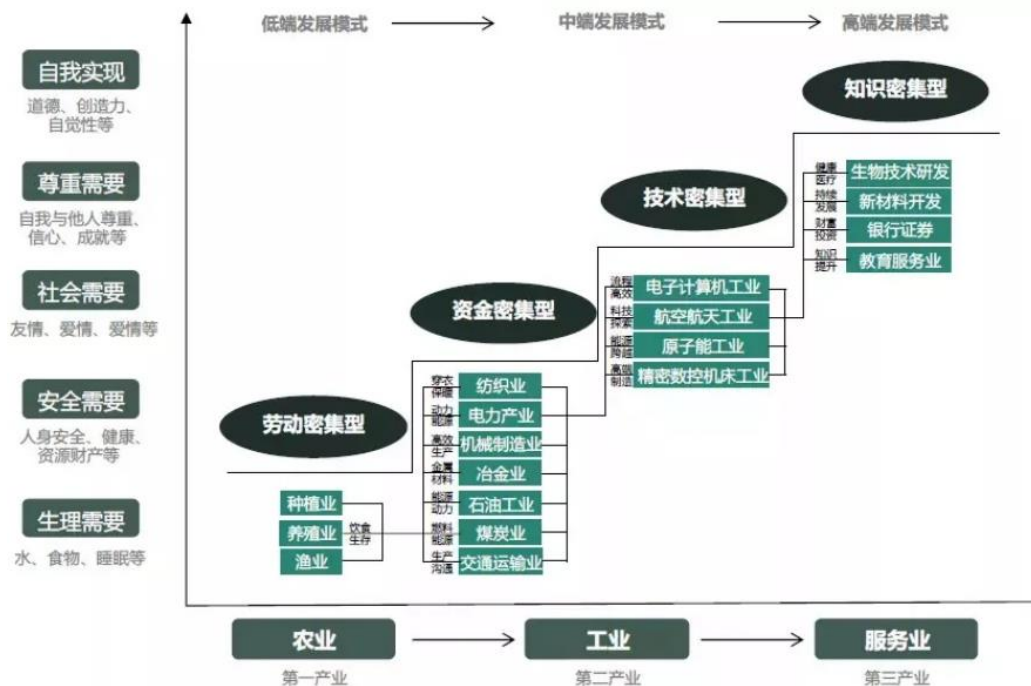 低端发展模式
中端发展模式
高端发展模式
自我实现
道德、创造力、
自觉性等
尊重需要
自我与他人尊重、
信心、成就等
社会需要
友情、爱情、爱情等
安全需要
人身安全、健康、
资源财产等
生理需要
水、食物、睡眠等
劳动密集型
种植业
养殖业
渔业
饮食
生存
资金密集型
穿衣
保暖
纺织业
动力
能源
电力产业
高效
生产
机械制造业
金属
材料
冶金业
能源
动力
石油工业
燃料
能源
煤炭业
生产
沟通
交通运输业
技术密集型
流程
高效
电子计算机工业
科技
探索
航空航天工业
能源
跨越
原子能工业
高端
制造
精密数控机床工业
知识密集型
健康
医疗
生物技术研发
持续
发展
新材料开发
财富
投资
银行证券
知识
提升
教育服务业
农业
工业
服务业
第一产业
第二产业
第三产业